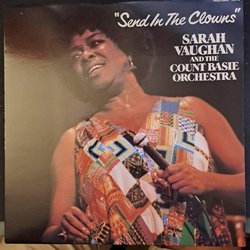 "Send In The Clowns"
SARAH
VAUGHAN
AND THE
COUNT BASIE
ORCHESTRA